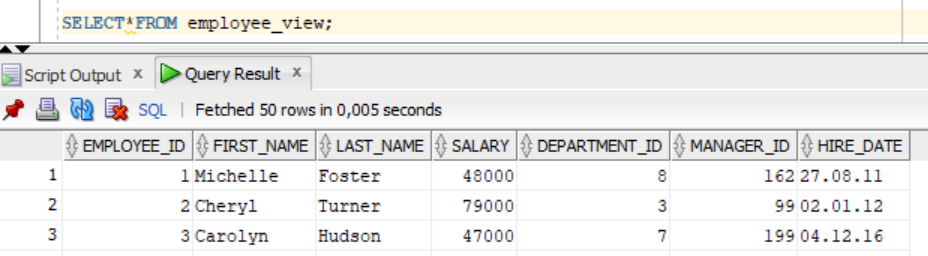 SELECT*FROM employee_view;
Script Output x Query Result x
SQL | Fetched 50 rows in 0,005 seconds
EMPLOYEE_ID FIRST_NAME LAST_NAME SALARY DEPARTMENT_ID MANAGER_ID HIRE_DATE
1 1 Michelle Foster 48000 8 162 27.08.11
2 2 Cheryl Turner 79000 3 99 02.01.12
3 3 Carolyn Hudson 47000 7 199 04.12.16